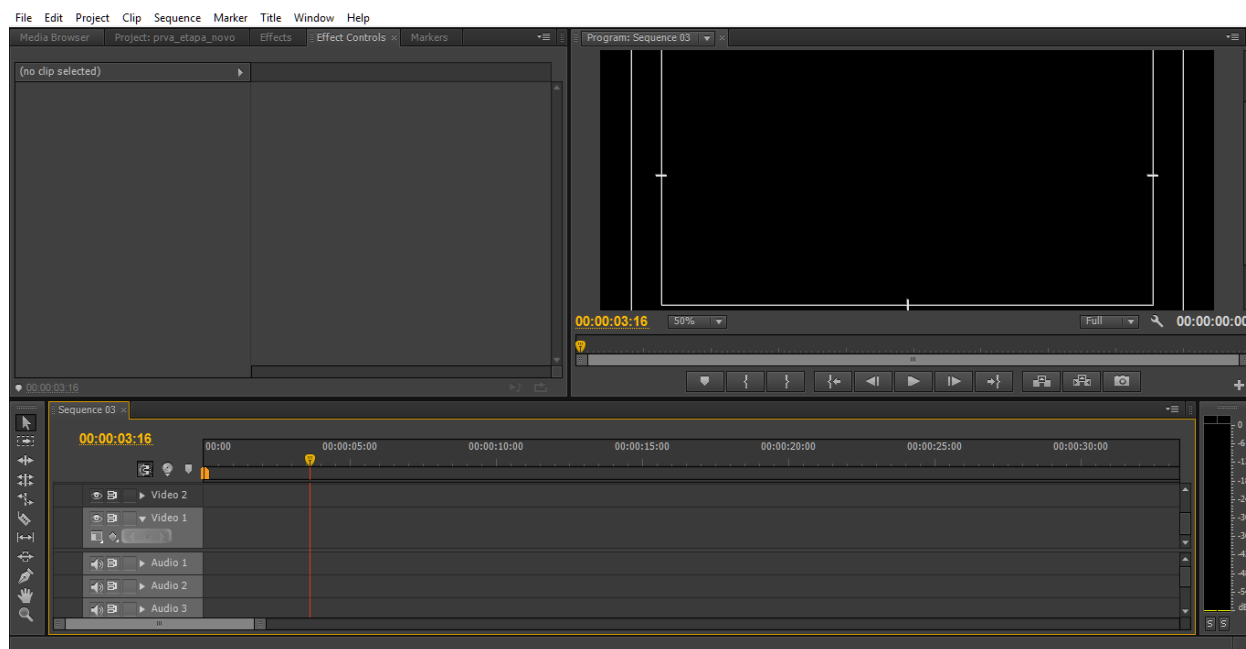 File Edit Project Clip Sequence Marker Title Window Help
Media Browser Project: prva_etapa_novo Effects Effect Controls × Markers
Program: Sequence 03 ×
(no clip selected)
00:00:03:16 50% Full 00:00:00:00
00:00:03:16
Sequence 03 ×
00:00:03:16
00:00 00:00:05:00 00:00:10:00 00:00:15:00 00:00:20:00 00:00:25:00 00:00:30:00
Video 2
Video 1
Audio 1
Audio 2
Audio 3
0
-6
S S